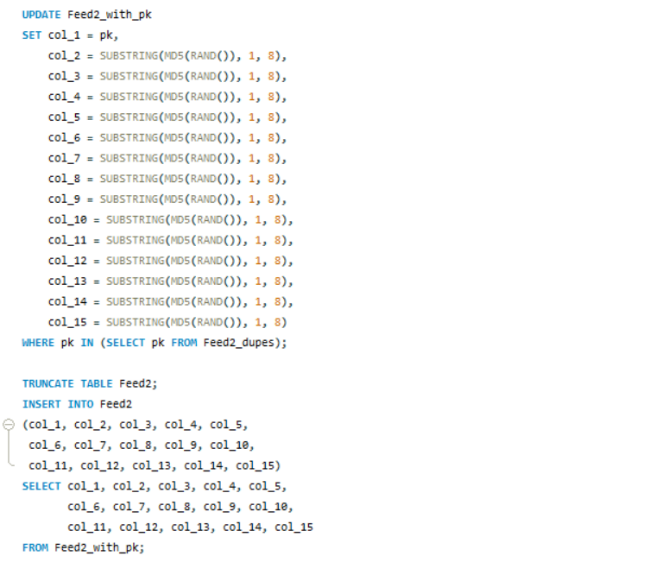 UPDATE Feed2_with_pk
SET col_1 = pk,
col_2 = SUBSTRING(MD5(RAND()), 1, 8),
col_3 = SUBSTRING(MD5(RAND()), 1, 8),
col_4 = SUBSTRING(MD5(RAND()), 1, 8),
col_5 = SUBSTRING(MD5(RAND()), 1, 8),
col_6 = SUBSTRING(MD5(RAND()), 1, 8),
col_7 = SUBSTRING(MD5(RAND()), 1, 8),
col_8 = SUBSTRING(MD5(RAND()), 1, 8),
col_9 = SUBSTRING(MD5(RAND()), 1, 8),
col_10 = SUBSTRING(MD5(RAND()), 1, 8),
col_11 = SUBSTRING(MD5(RAND()), 1, 8),
col_12 = SUBSTRING(MD5(RAND()), 1, 8),
col_13 = SUBSTRING(MD5(RAND()), 1, 8),
col_14 = SUBSTRING(MD5(RAND()), 1, 8),
col_15 = SUBSTRING(MD5(RAND()), 1, 8)
WHERE pk IN (SELECT pk FROM Feed2_dupes);
TRUNCATE TABLE Feed2;
INSERT INTO Feed2
(col_1, col_2, col_3, col_4, col_5,
col_6, col_7, col_8, col_9, col_10,
col_11, col_12, col_13, col_14, col_15)
SELECT col_1, col_2, col_3, col_4, col_5,
col_6, col_7, col_8, col_9, col_10,
col_11, col_12, col_13, col_14, col_15
FROM Feed2_with_pk;